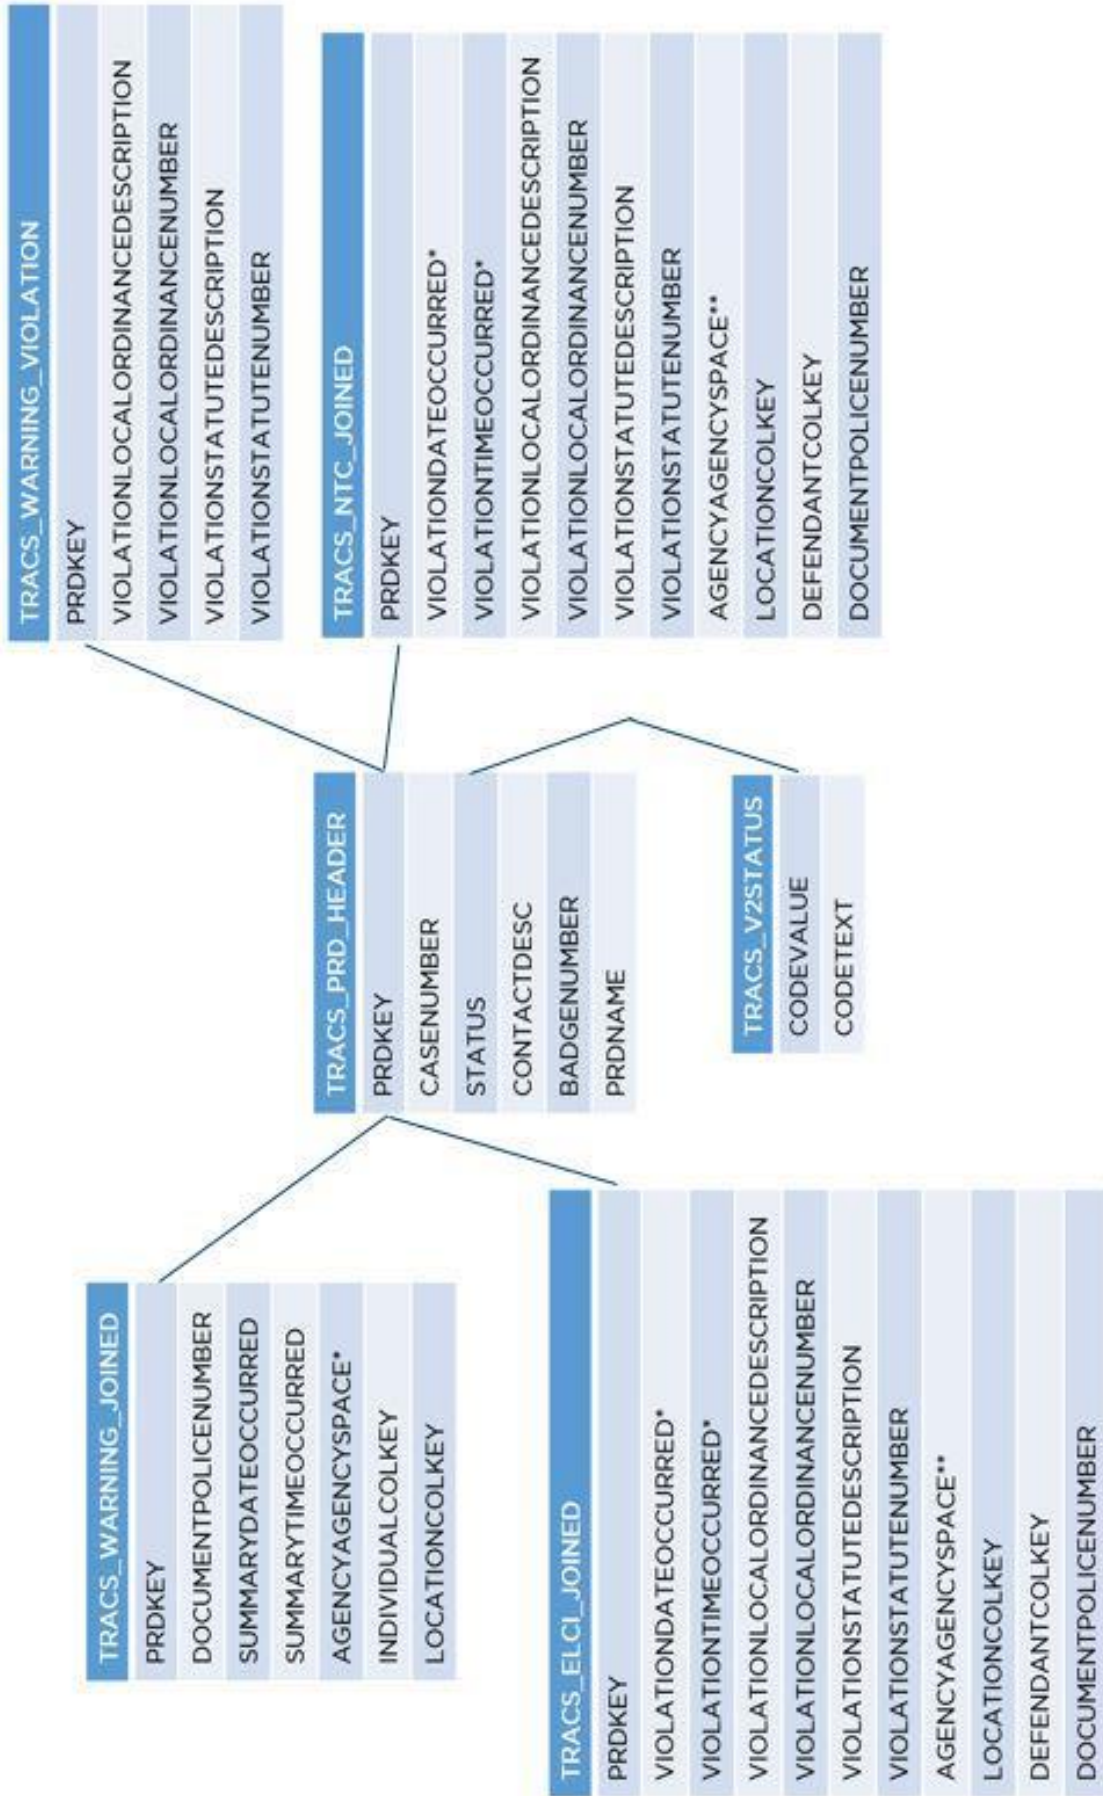 TRACS_WARNING_JOINED
PRDKEY
DOCUMENTPOLICENUMBER
SUMMARYDATEOCCURRED
SUMMARYTIMEOCCURRED
AGENCYAGENCYSPACE*
INDIVIDUALCOLKEY
LOCATIONCOLKEY
TRACS_ELCI_JOINED
PRDKEY
VIOLATIONDATEOCCURRED*
VIOLATIONTIMEOCCURRED*
VIOLATIONLOCALORDINANCEDESCRIPTION
VIOLATIONLOCALORDINANCENUMBER
VIOLATIONSTATUTEDESCRIPTION
VIOLATIONSTATUTENUMBER
AGENCYAGENCYSPACE**
LOCATIONCOLKEY
DEFENDANTCOLKEY
DOCUMENTPOLICENUMBER
TRACS_PRD_HEADER
PRDKEY
CASENUMBER
STATUS
CONTACTDESC
BADGENUMBER
PRDNAME
TRACS_V2STATUS
CODEVALUE
CODETEXT
TRACS_WARNING_VIOLATION
PRDKEY
VIOLATIONLOCALORDINANCEDESCRIPTION
VIOLATIONLOCALORDINANCENUMBER
VIOLATIONSTATUTEDESCRIPTION
VIOLATIONSTATUTENUMBER
TRACS_NTC_JOINED
PRDKEY
VIOLATIONDATEOCCURRED*
VIOLATIONTIMEOCCURRED*
VIOLATIONLOCALORDINANCEDESCRIPTION
VIOLATIONLOCALORDINANCENUMBER
VIOLATIONSTATUTEDESCRIPTION
VIOLATIONSTATUTENUMBER
AGENCYAGENCYSPACE**
LOCATIONCOLKEY
DEFENDANTCOLKEY
DOCUMENTPOLICENUMBER